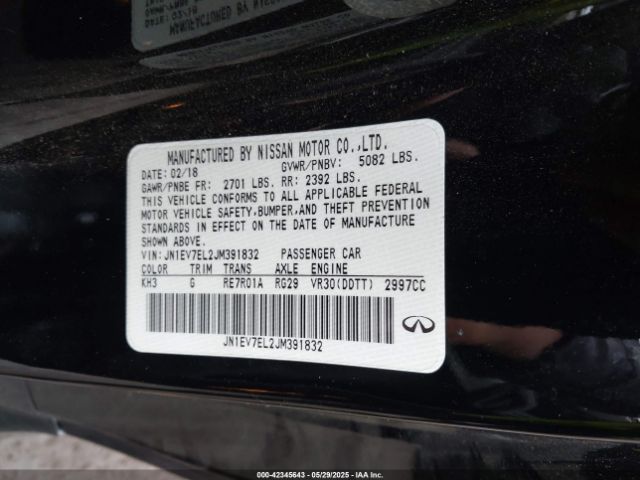 MANUFACTURED BY NISSAN MOTOR CO.,LTD.
DATE: 02/18 GVWR/PNBV: 5082 LBS.
GAWR/PNBE FR: 2701 LBS. RR: 2392 LBS.
THIS VEHICLE CONFORMS TO ALL APPLICABLE FEDERAL
MOTOR VEHICLE SAFETY,BUMPER,AND THEFT PREVENTION
STANDARDS IN EFFECT ON THE DATE OF MANUFACTURE
SHOWN ABOVE.
VIN: JN1EV7EL2JM391832 PASSENGER CAR
COLOR TRIM TRANS AXLE ENGINE
KH3 G RE7R01A RG29 VR30(DDTT) 2997CC
JN1EV7EL2JM391832
00-42345643 • 05/29/2025 • IAA Inc. |